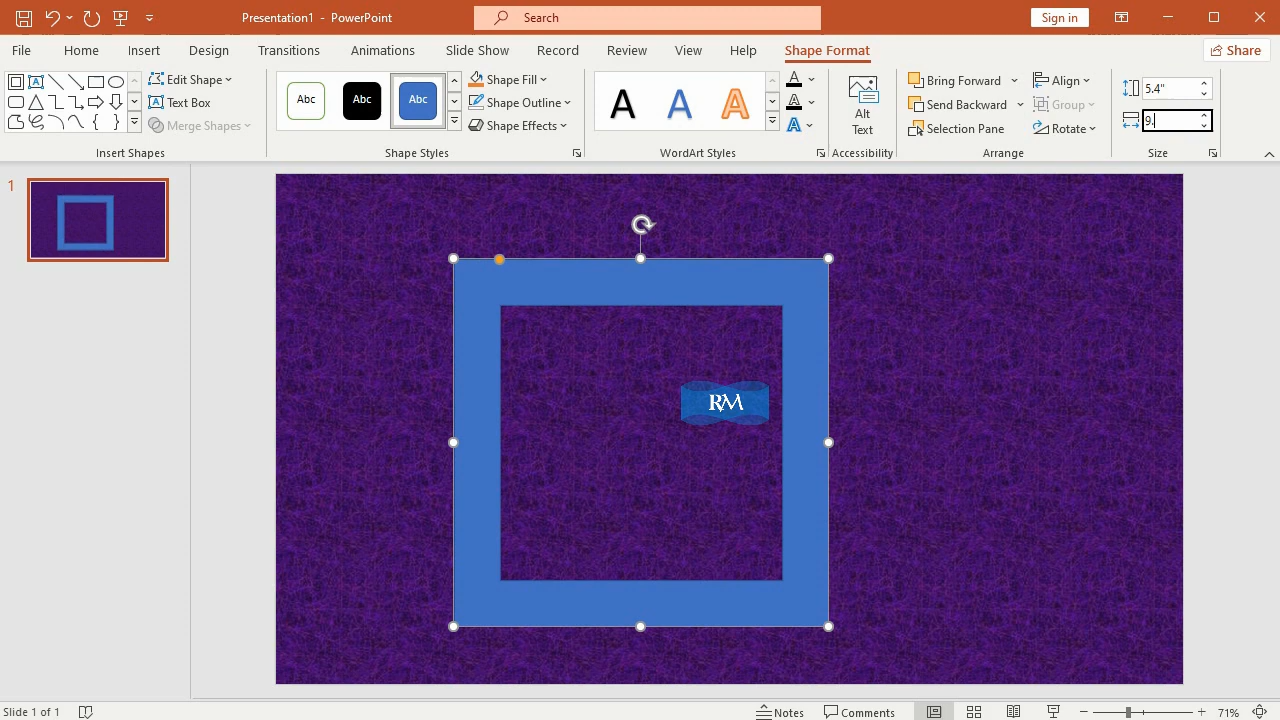 Presentation1 - PowerPoint
Search
Sign in
File Home Insert Design Transitions Animations Slide Show Record Review View Help Shape Format Share
Edit Shape
Text Box
Merge Shapes
Insert Shapes
Abc Abc Abc
Shape Fill
Shape Outline
Shape Effects
Shape Styles
A A A
A
A
A
WordArt Styles
Alt
Text
Accessibility
Bring Forward
Send Backward
Selection Pane
Align
Group
Rotate
Arrange
5.4"
9.
Size
1
RM
Slide 1 of 1
Notes
Comments
71%